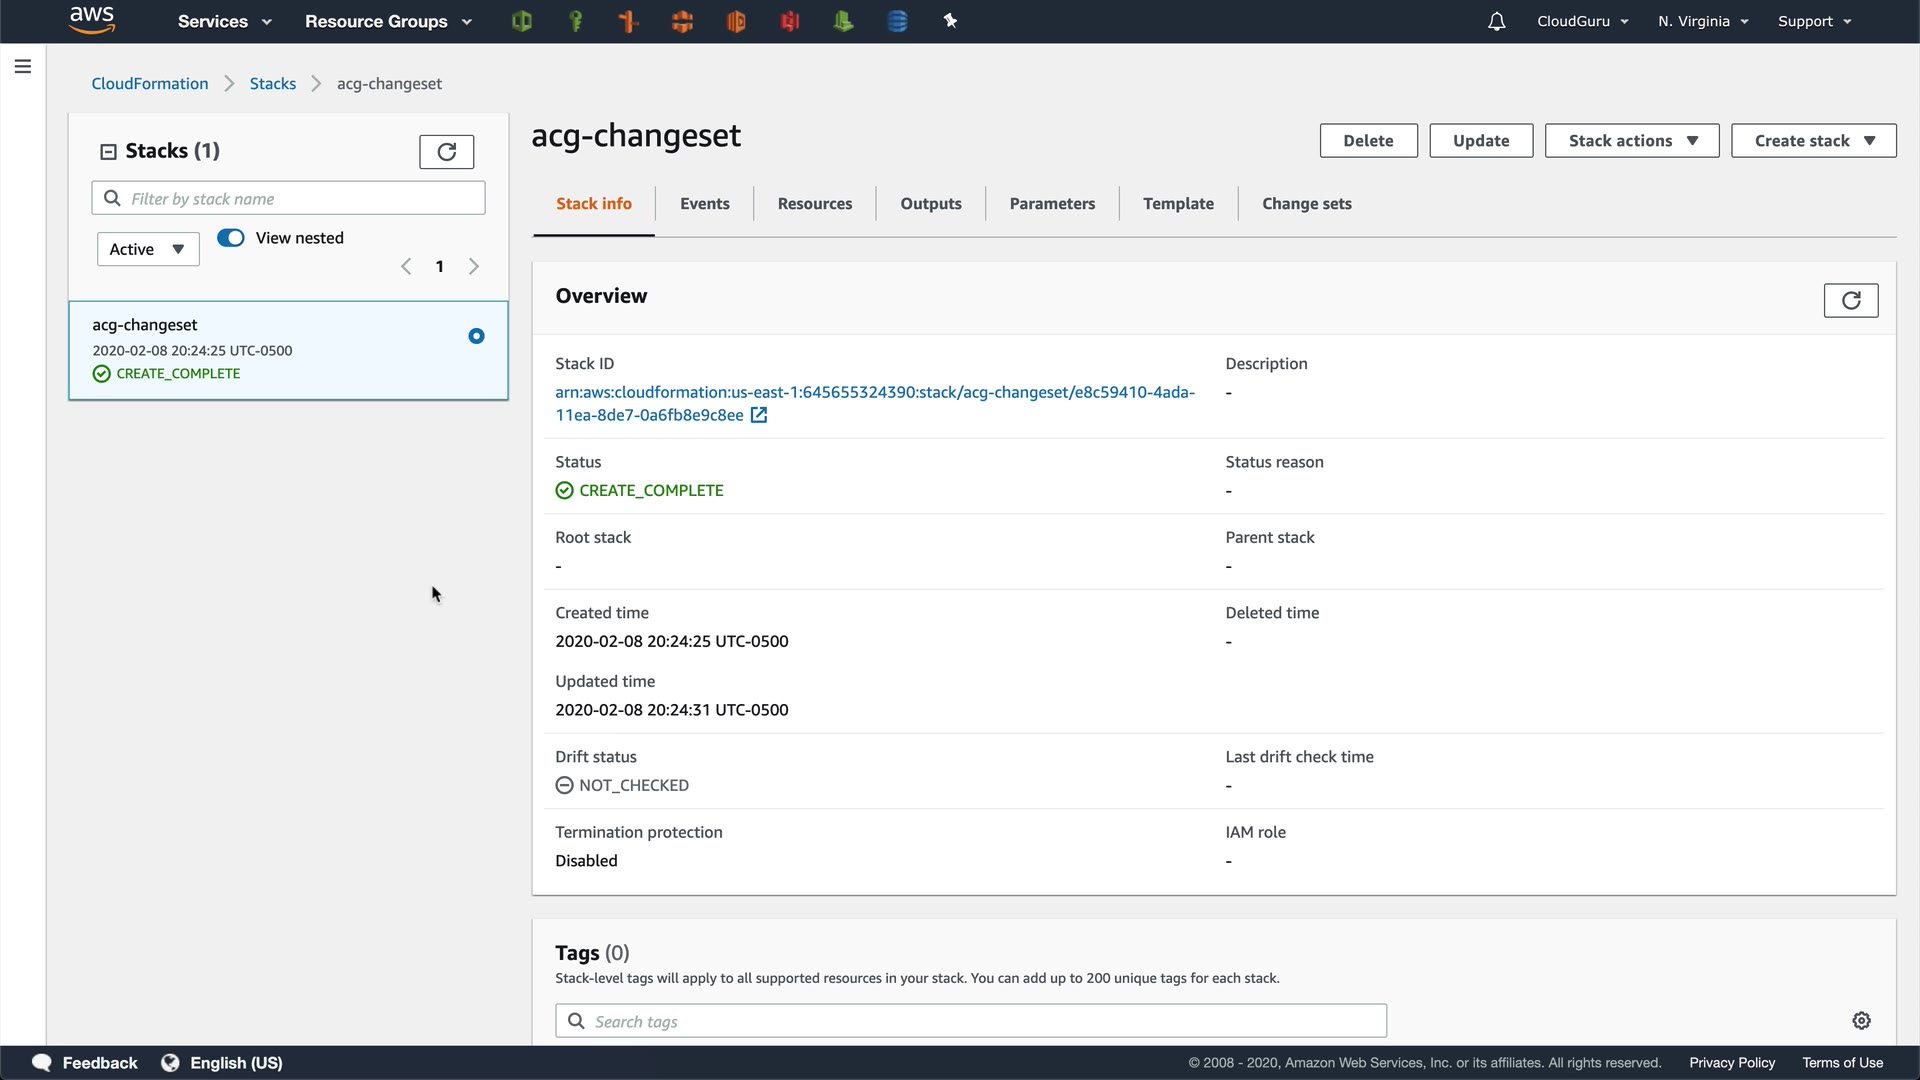 aws
Services
Resource Groups
CloudGuru
N. Virginia
Support
CloudFormation
Stacks
acg-changeset
Stacks (1)
Filter by stack name
Active
View nested
1
acg-changeset
2020-02-08 20:24:25 UTC-0500
CREATE_COMPLETE
acg-changeset
Delete
Update
Stack actions
Create stack
Stack info
Events
Resources
Outputs
Parameters
Template
Change sets
Overview
Stack ID
arn:aws:cloudformation:us-east-1:645655324390:stack/acg-changeset/e8c59410-4ada-
11ea-8de7-0a6fb8e9c8ee
Description
-
Status
CREATE_COMPLETE
Status reason
-
Root stack
-
Parent stack
-
Created time
2020-02-08 20:24:25 UTC-0500
Deleted time
-
Updated time
2020-02-08 20:24:31 UTC-0500
Drift status
NOT_CHECKED
Last drift check time
-
Termination protection
Disabled
IAM role
-
Tags (0)
Stack-level tags will apply to all supported resources in your stack. You can add up to 200 unique tags for each stack.
Search tags
Feedback
English (US)
© 2008 - 2020, Amazon Web Services, Inc. or its affiliates. All rights reserved.
Privacy Policy
Terms of Use